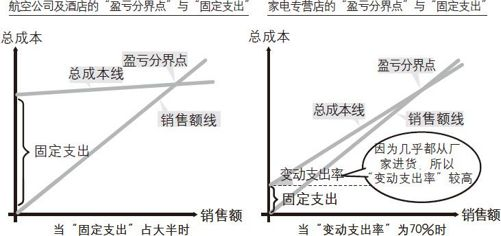 航空公司及酒店的“盈亏分界点”与“固定支出”
总成本
盈亏分界点
总成本线
销售额线
固定支出
销售额
当“固定支出”占大半时
家电专营店的“盈亏分界点”与“固定支出”
总成本
盈亏分界点
总成本线
销售额线
因为几乎都从厂
家进货，所以
“变动支出率”较高
变动支出率
固定支出
销售额
当“变动支出率”为70%时